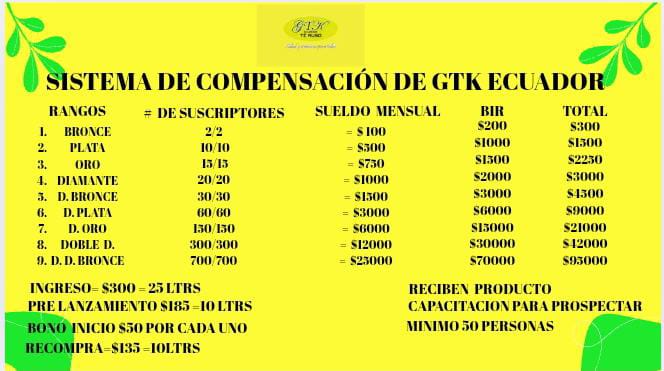 GTK
TÉ RUSO
SISTEMA DE COMPENSACIÓN DE GTK ECUADOR
RANGOS # DE SUSCRIPTORES SUELDO MENSUAL BIR TOTAL
1. BRONCE 2/2 = $100 $200 $300
2. PLATA 10/10 = $500 $1000 $1500
3. ORO 15/15 = $750 $1500 $2250
4. DIAMANTE 20/20 = $1000 $2000 $3000
5. D. BRONCE 30/30 = $1500 $3000 $4500
6. D. PLATA 60/60 = $3000 $6000 $9000
7. D. ORO 150/150 = $6000 $15000 $21000
8. DOBLE D. 300/300 = $12000 $30000 $42000
9. D. D. BRONCE 700/700 = $25000 $70000 $95000
INGRESO= $300 = 25 LTRS
PRE LANZAMIENTO $185 =10 LTRS
BONO INICIO $50 POR CADA UNO
RECOMPRA=$135 =10LTRS
RECIBEN PRODUCTO
CAPACITACION PARA PROSPECTAR
MINIMO 50 PERSONAS